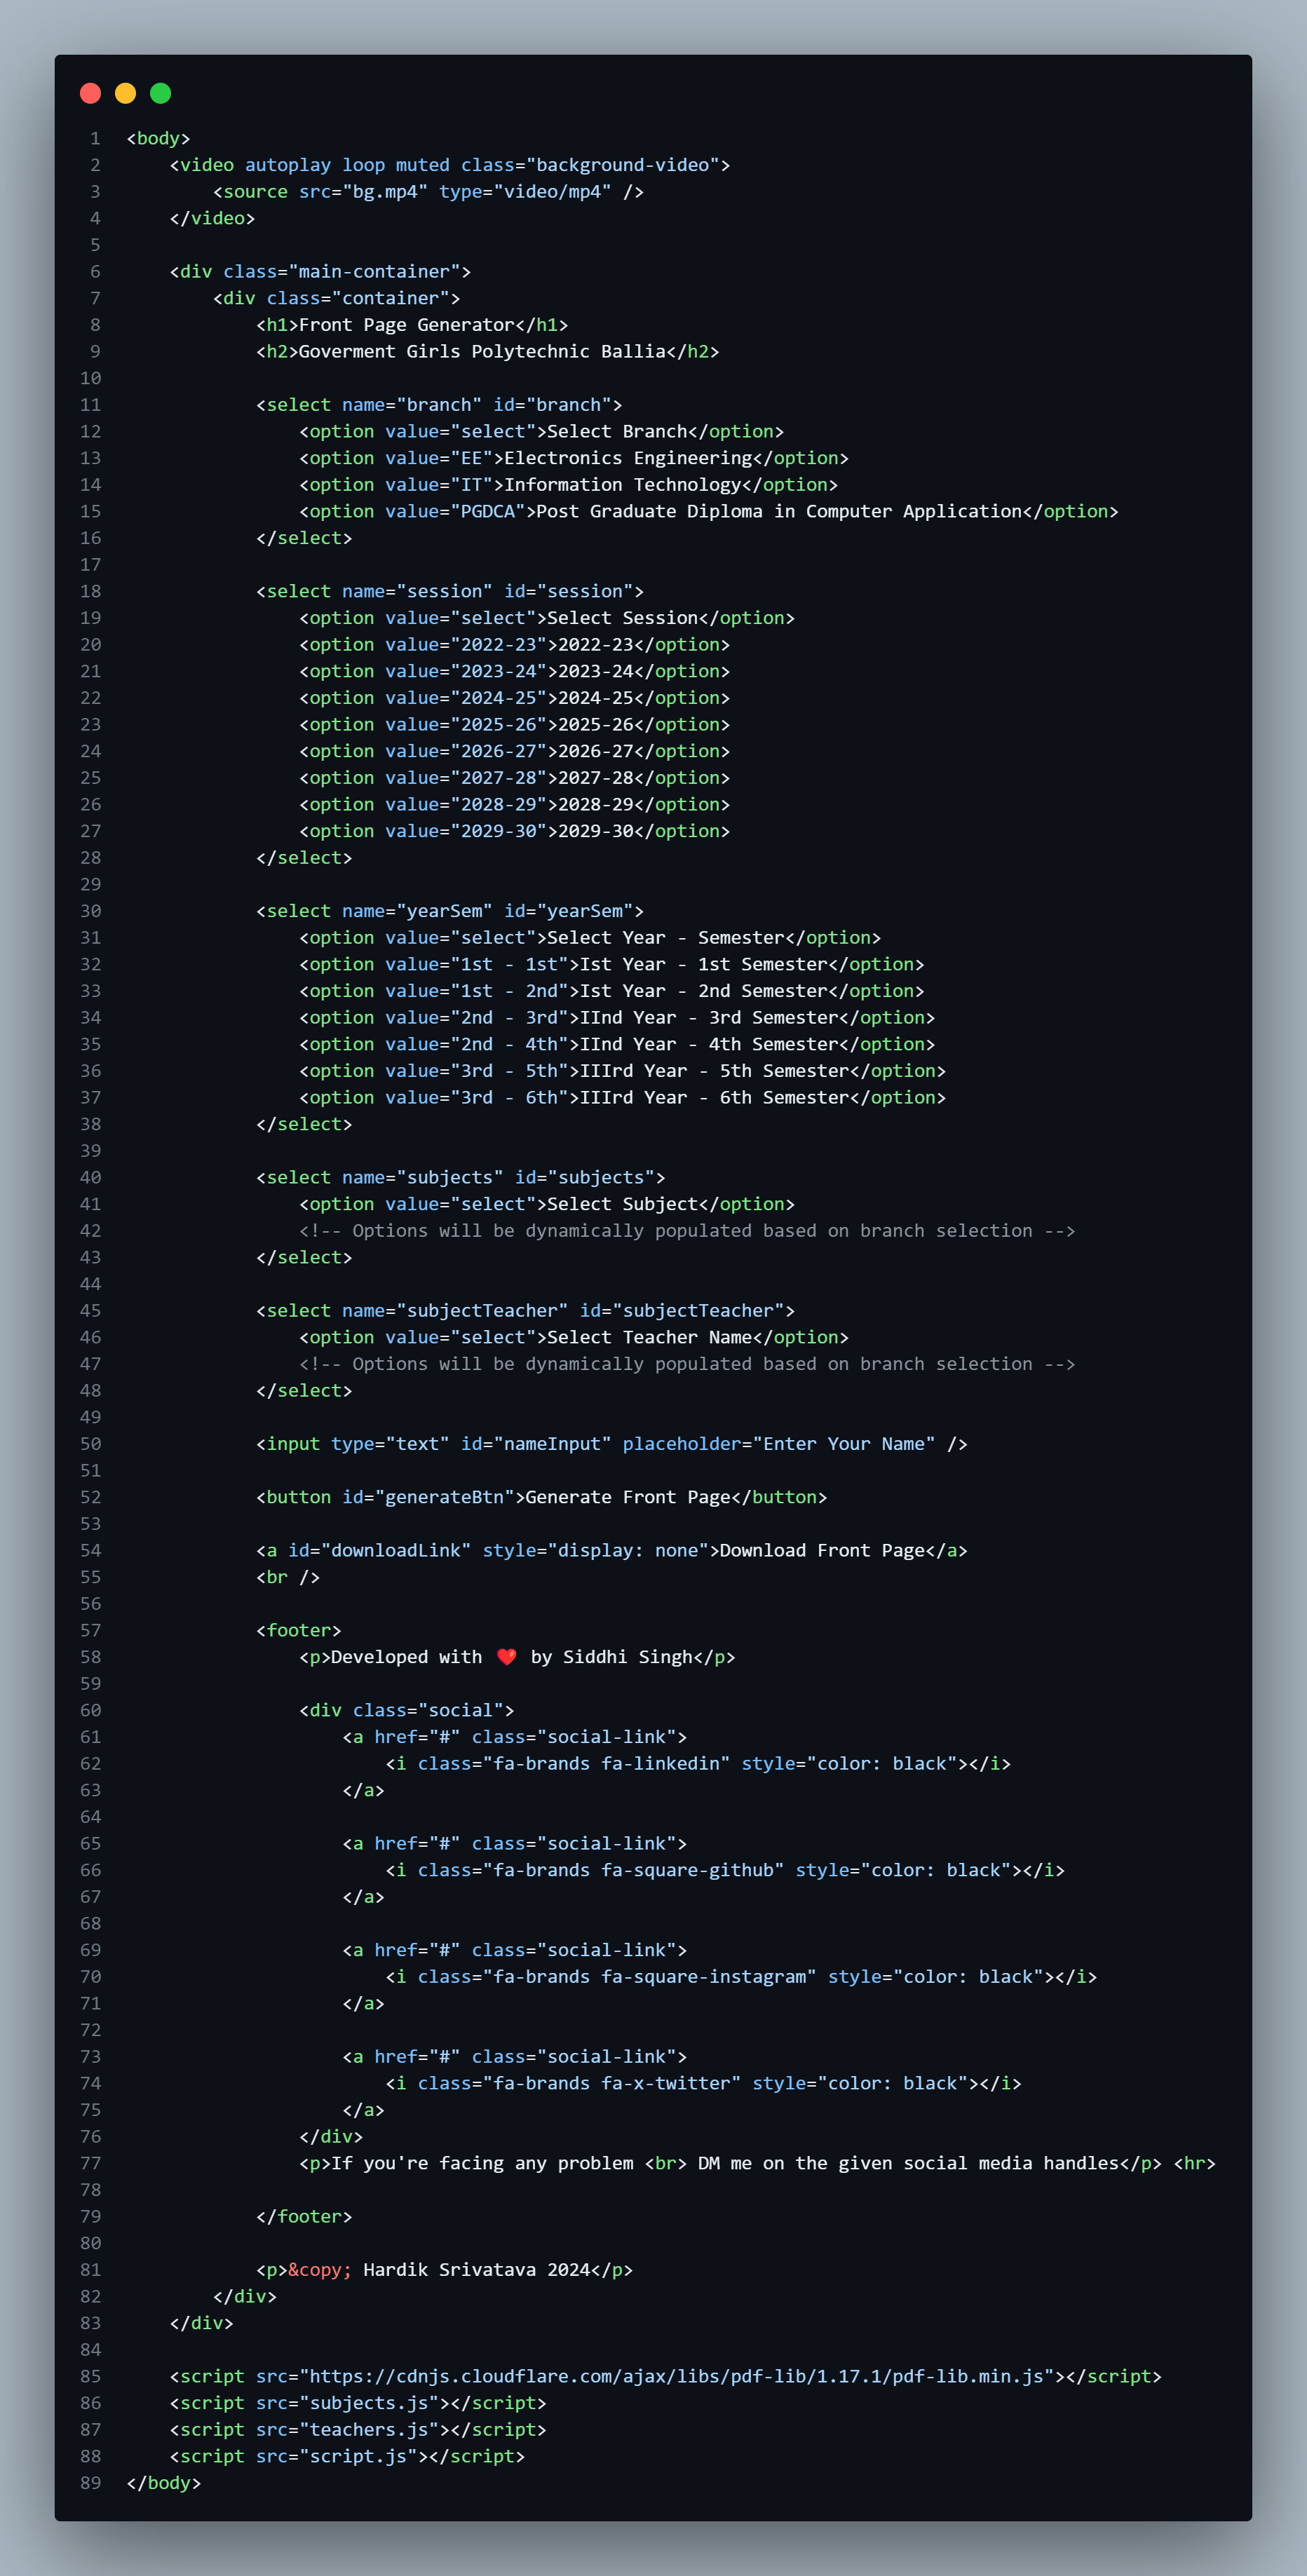 1 <body>
2     <video autoplay loop muted class="background-video">
3         <source src="bg.mp4" type="video/mp4" />
4     </video>
5
6     <div class="main-container">
7         <div class="container">
8             <h1>Front Page Generator</h1>
9             <h2>Goverment Girls Polytechnic Ballia</h2>
10
11             <select name="branch" id="branch">
12                 <option value="select">Select Branch</option>
13                 <option value="EE">Electronics Engineering</option>
14                 <option value="IT">Information Technology</option>
15                 <option value="PGDCA">Post Graduate Diploma in Computer Application</option>
16             </select>
17
18             <select name="session" id="session">
19                 <option value="select">Select Session</option>
20                 <option value="2022-23">2022-23</option>
21                 <option value="2023-24">2023-24</option>
22                 <option value="2024-25">2024-25</option>
23                 <option value="2025-26">2025-26</option>
24                 <option value="2026-27">2026-27</option>
25                 <option value="2027-28">2027-28</option>
26                 <option value="2028-29">2028-29</option>
27                 <option value="2029-30">2029-30</option>
28             </select>
29
30             <select name="yearSem" id="yearSem">
31                 <option value="select">Select Year - Semester</option>
32                 <option value="1st - 1st">Ist Year - 1st Semester</option>
33                 <option value="1st - 2nd">Ist Year - 2nd Semester</option>
34                 <option value="2nd - 3rd">IInd Year - 3rd Semester</option>
35                 <option value="2nd - 4th">IInd Year - 4th Semester</option>
36                 <option value="3rd - 5th">IIIrd Year - 5th Semester</option>
37                 <option value="3rd - 6th">IIIrd Year - 6th Semester</option>
38             </select>
39
40             <select name="subjects" id="subjects">
41                 <option value="select">Select Subject</option>
42                 <!-- Options will be dynamically populated based on branch selection -->
43             </select>
44
45             <select name="subjectTeacher" id="subjectTeacher">
46                 <option value="select">Select Teacher Name</option>
47                 <!-- Options will be dynamically populated based on branch selection -->
48             </select>
49
50             <input type="text" id="nameInput" placeholder="Enter Your Name" />
51
52             <button id="generateBtn">Generate Front Page</button>
53
54             <a id="downloadLink" style="display: none">Download Front Page</a>
55             <br />
56
57             <footer>
58                 <p>Developed with ❤️ by Siddhi Singh</p>
59
60                 <div class="social">
61                     <a href="#" class="social-link">
62                         <i class="fa-brands fa-linkedin" style="color: black"></i>
63                     </a>
64
65                     <a href="#" class="social-link">
66                         <i class="fa-brands fa-square-github" style="color: black"></i>
67                     </a>
68
69                     <a href="#" class="social-link">
70                         <i class="fa-brands fa-square-instagram" style="color: black"></i>
71                     </a>
72
73                     <a href="#" class="social-link">
74                         <i class="fa-brands fa-x-twitter" style="color: black"></i>
75                     </a>
76                 </div>
77                 <p>If you're facing any problem <br> DM me on the given social media handles</p> <hr>
78
79             </footer>
80
81             <p>&copy; Hardik Srivatava 2024</p>
82         </div>
83     </div>
84
85     <script src="https://cdnjs.cloudflare.com/ajax/libs/pdf-lib/1.17.1/pdf-lib.min.js"></script>
86     <script src="subjects.js"></script>
87     <script src="teachers.js"></script>
88     <script src="script.js"></script>
89 </body>